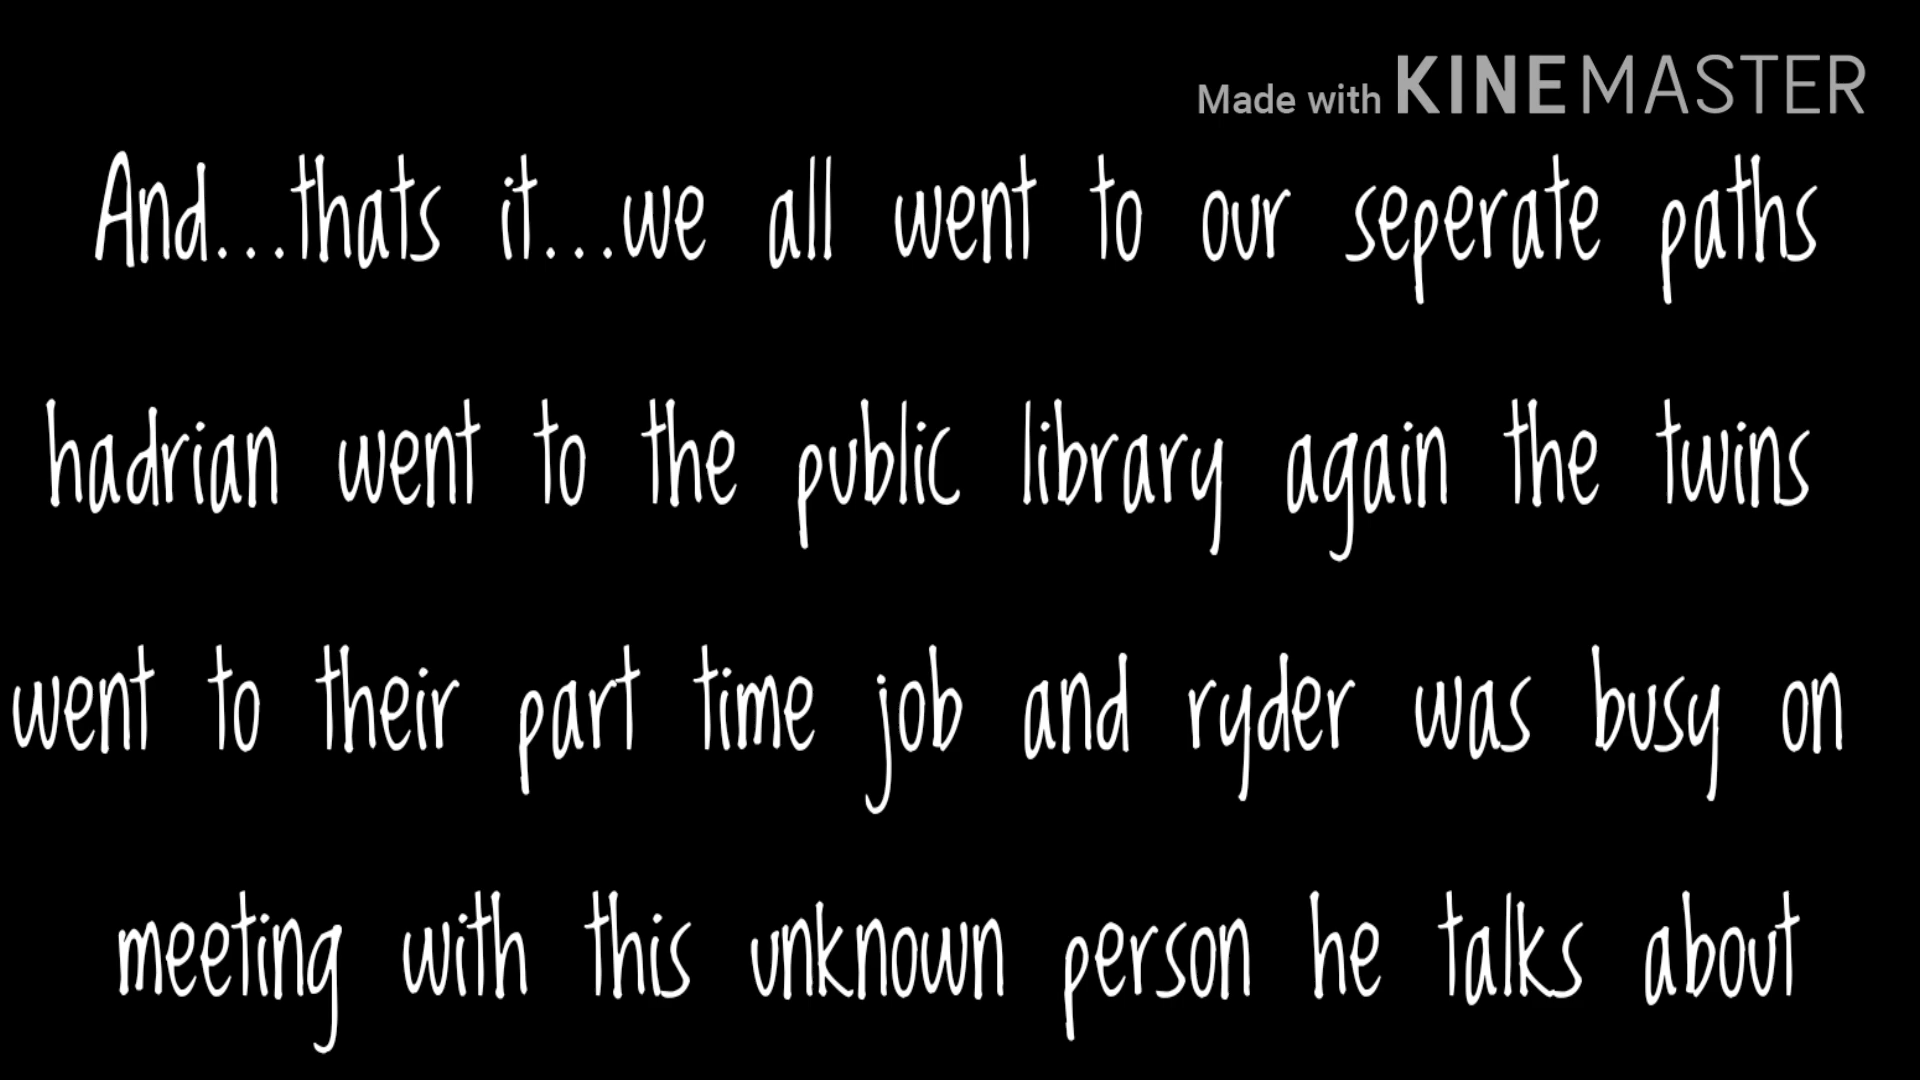 Made with KINEMASTER
And...thats it...we all went to our seperate paths
hadrian went to the public library again the twins
went to their part time job and ryder was busy on
meeting with this unknown person he talks about